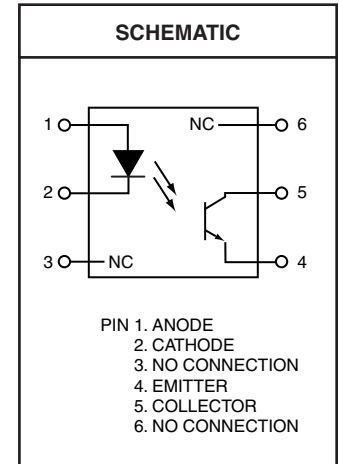 SCHEMATIC
1
NC
6
2
5
3
NC
4
PIN 1. ANODE
2. CATHODE
3. NO CONNECTION
4. EMITTER
5. COLLECTOR
6. NO CONNECTION